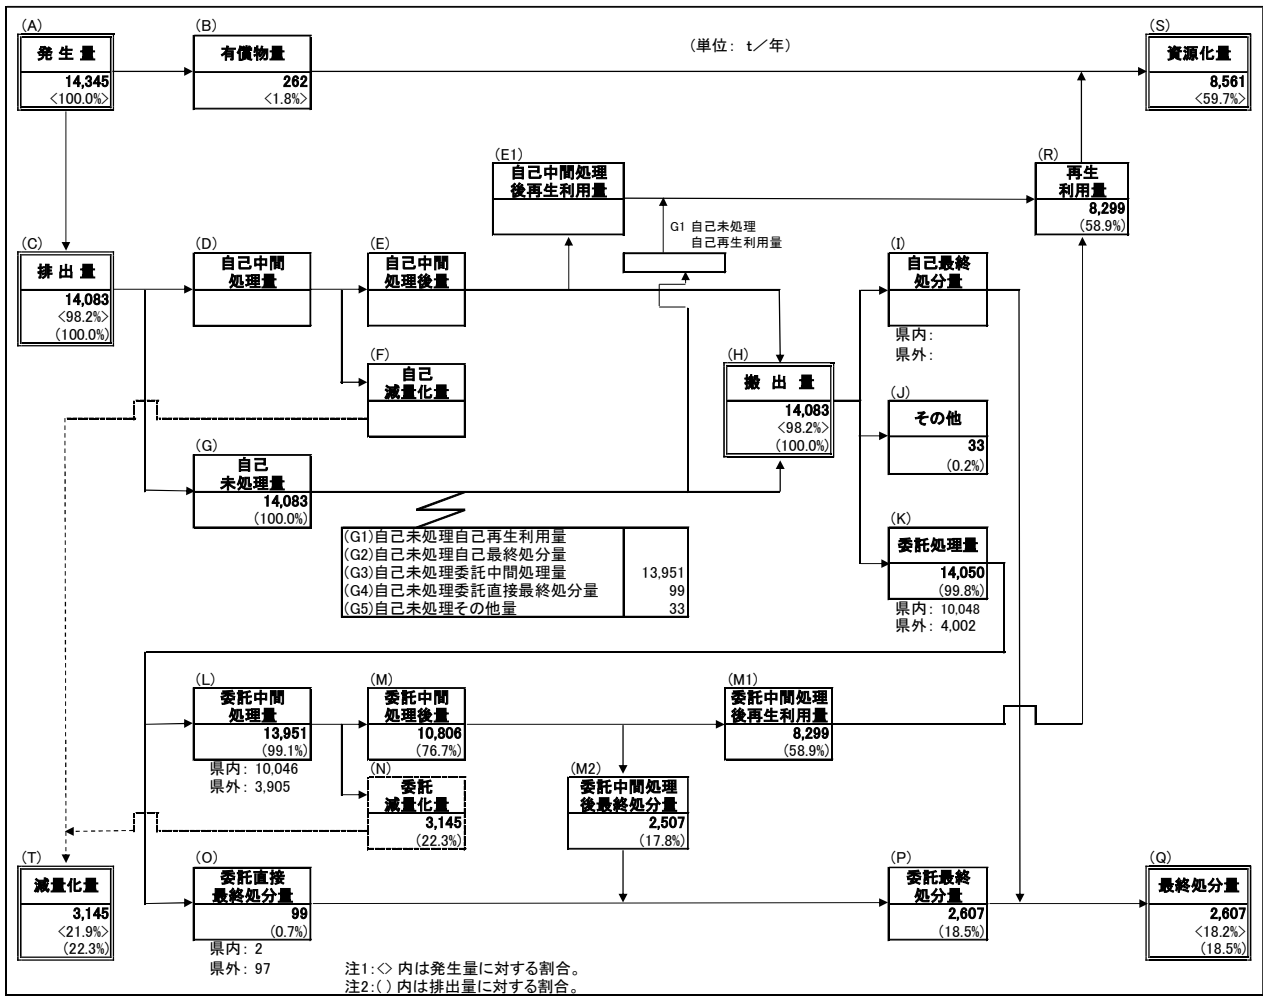 (A)
発生量
14,345
<100.0%>
(B)
有償物量
262
<1.8%>
(単位: t/年)
(S)
資源化量
8,561
<59.7%>
(E1)
自己中間処理
後再生利用量
(R)
再生
利用量
8,299
(58.9%)
G1 自己未処理
自己再生利用量
(C)
排出量
14,083
<98.2%>
(100.0%)
(D)
自己中間
処理量
(E)
自己中間
処理後量
(I)
自己最終
処分量
県内:
県外:
(F)
自己
減量化量
(H)
搬出量
14,083
<98.2%>
(100.0%)
(J)
その他
33
(0.2%)
(G)
自己
未処理量
14,083
(100.0%)
(G1)自己未処理自己再生利用量
(G2)自己未処理自己最終処分量
(G3)自己未処理委託中間処理量 13,951
(G4)自己未処理委託直接最終処分量 99
(G5)自己未処理その他量 33
(K)
委託処理量
14,050
(99.8%)
県内: 10,048
県外: 4,002
(L)
委託中間
処理量
13,951
(99.1%)
県内: 10,046
県外: 3,905
(M)
委託中間
処理後量
10,806
(76.7%)
(M1)
委託中間処理
後再生利用量
8,299
(58.9%)
(N)
委託
減量化量
3,145
(22.3%)
(M2)
委託中間処理
後最終処分量
2,507
(17.8%)
(T)
減量化量
3,145
<21.9%>
(22.3%)
(O)
委託直接
最終処分量
99
(0.7%)
県内: 2
県外: 97
(P)
委託最終
処分量
2,607
(18.5%)
(Q)
最終処分量
2,607
<18.2%>
(18.5%)
注1:<> 内は発生量に対する割合。
注2:( ) 内は排出量に対する割合。